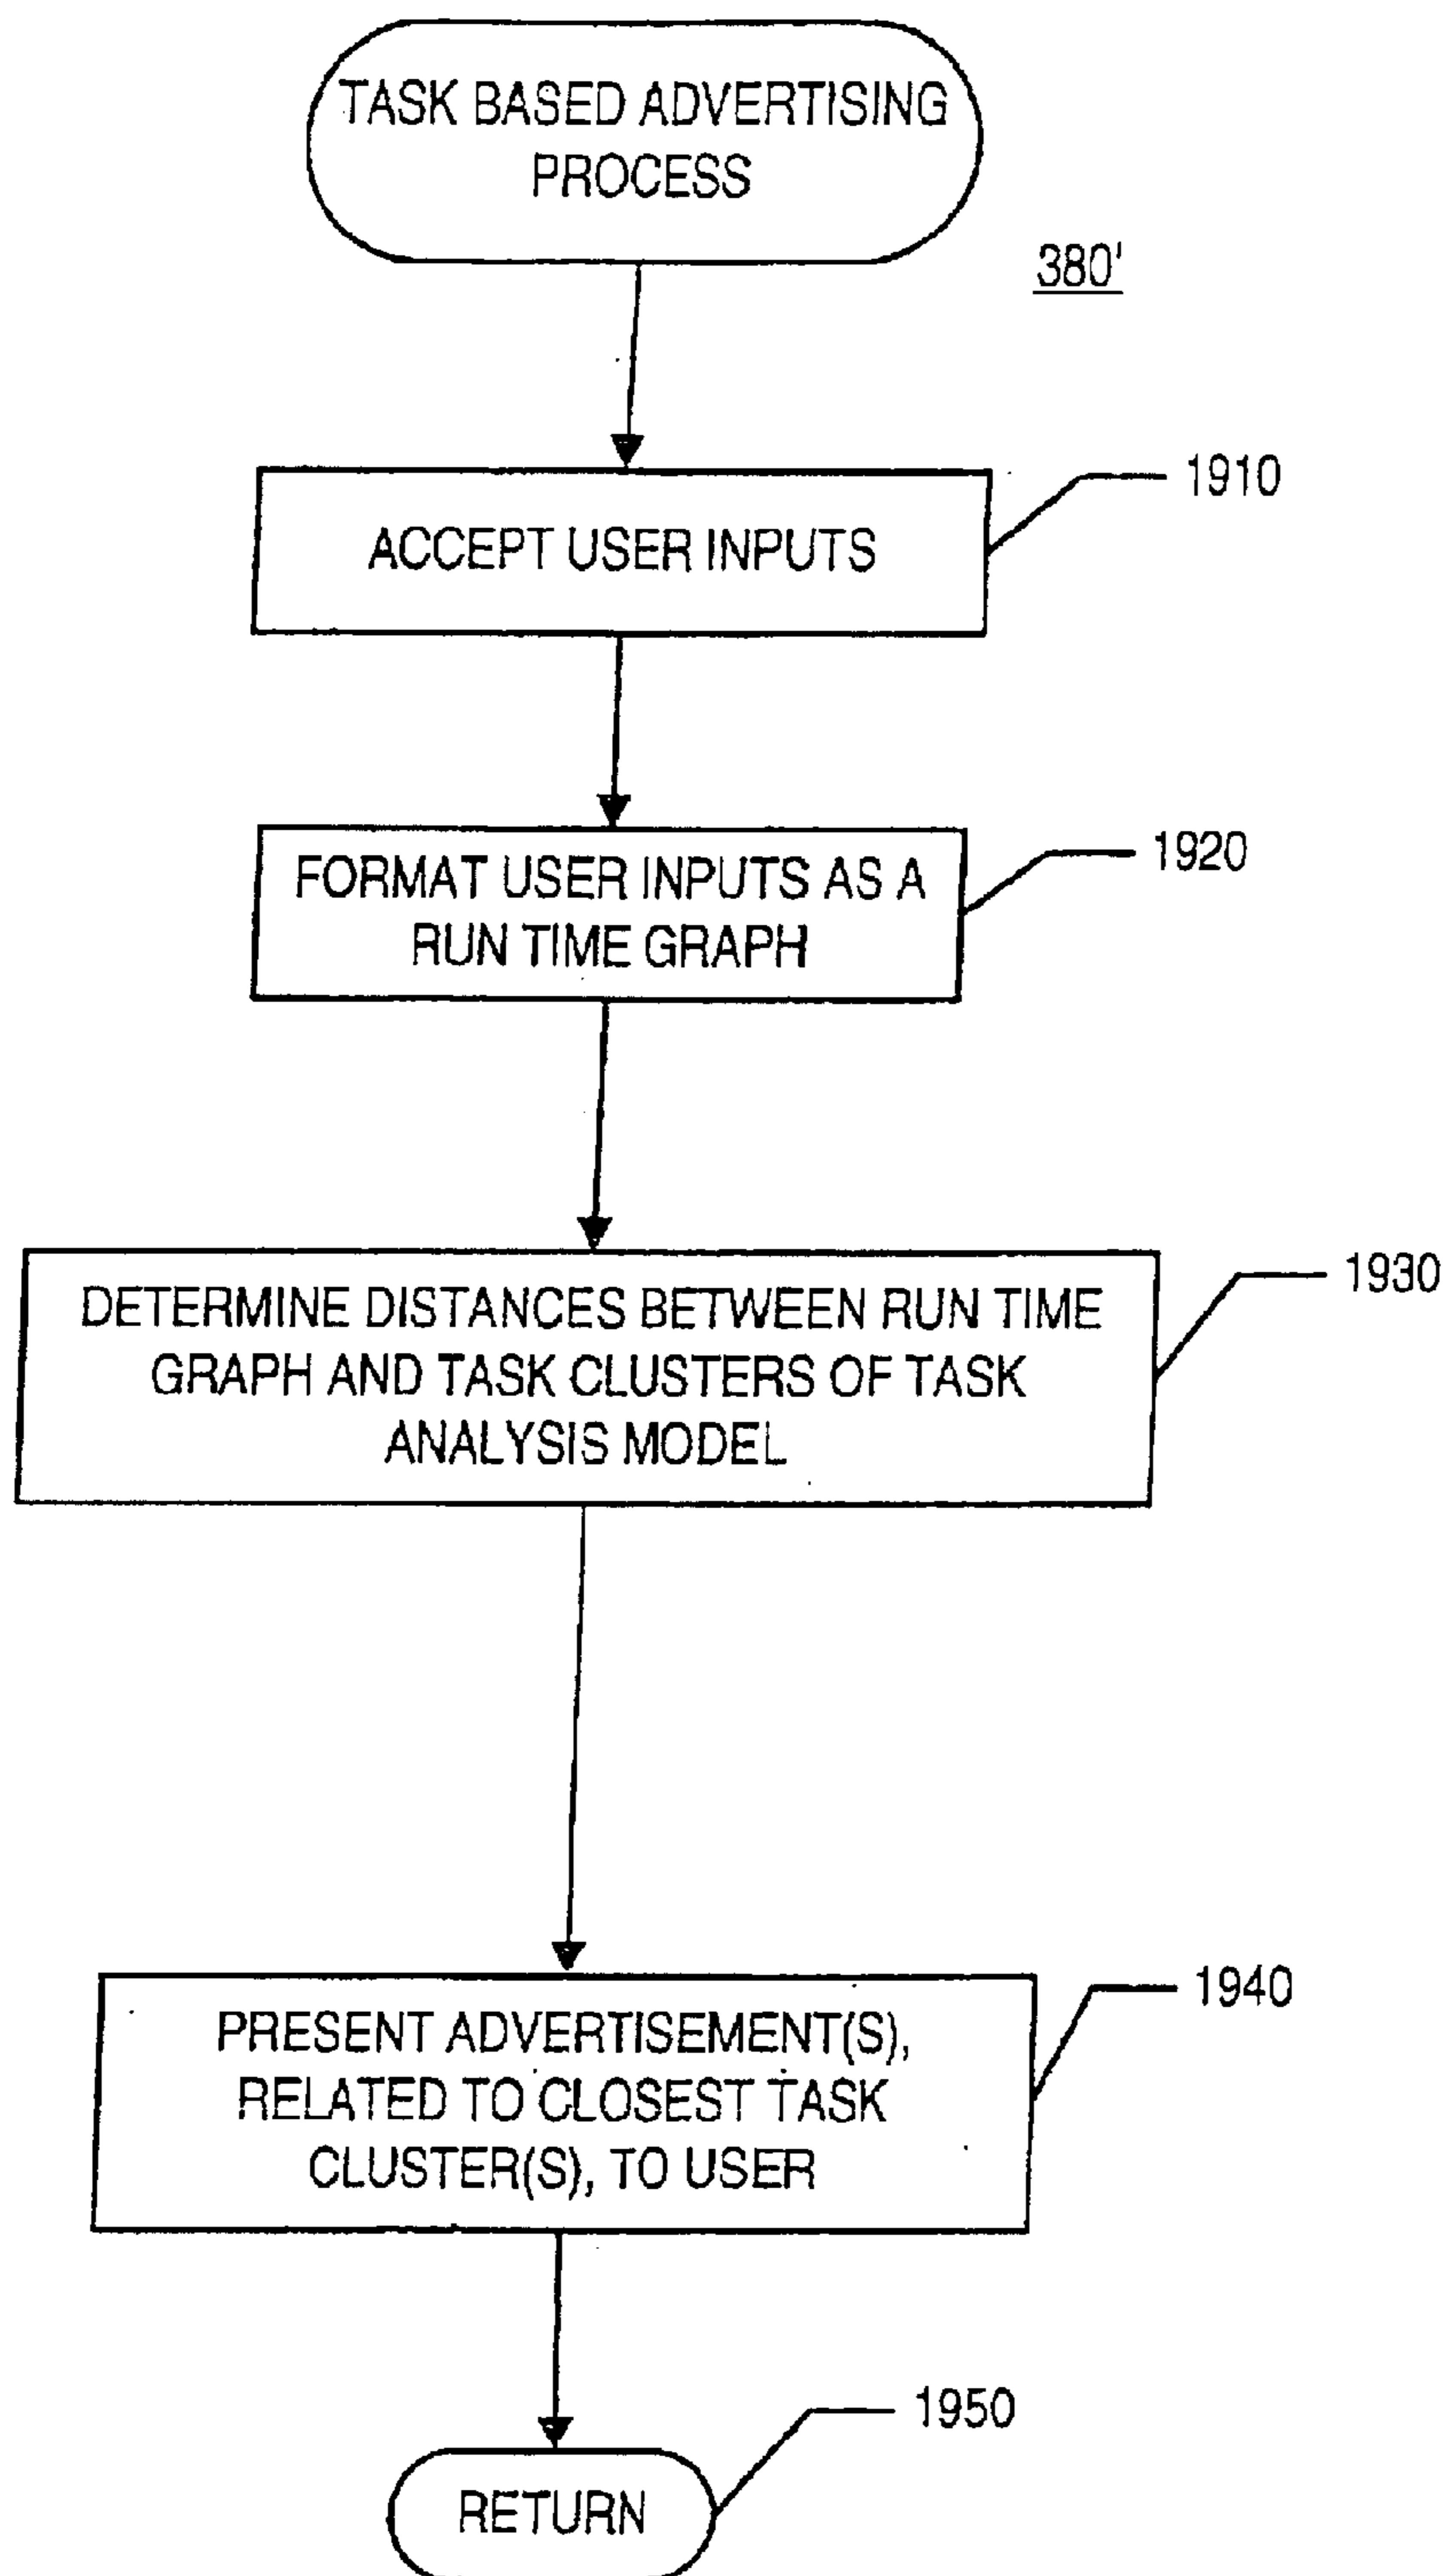 TASK BASED ADVERTISING
PROCESS
380'
1910
ACCEPT USER INPUTS
1920
FORMAT USER INPUTS AS A
RUN TIME GRAPH
1930
DETERMINE DISTANCES BETWEEN RUN TIME
GRAPH AND TASK CLUSTERS OF TASK
ANALYSIS MODEL
1940
PRESENT ADVERTISEMENT(S),
RELATED TO CLOSEST TASK
CLUSTER(S), TO USER
1950
RETURN